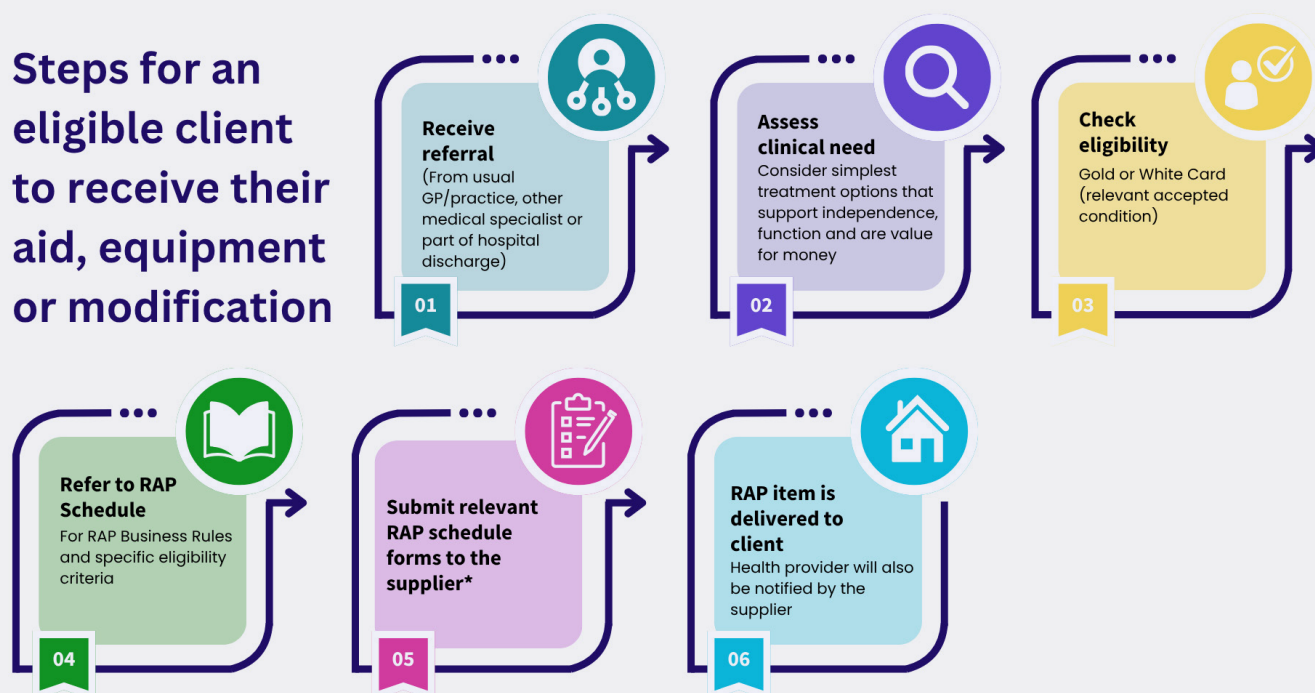 Steps for an
eligible client
to receive their
aid, equipment
or modification
Receive
referral
(From usual
GP/practice, other
medical specialist or
part of hospital
discharge)
01
Assess
clinical need
Consider simplest
treatment options that
support independence,
function and are value
for money
02
Check
eligibility
Gold or White Card
(relevant accepted
condition)
03
Refer to RAP
Schedule
For RAP Business Rules
and specific eligibility
criteria
04
Submit relevant
RAP schedule
forms to the
supplier*
05
RAP item is
delivered to
client
Health provider will also
be notified by the
supplier
06